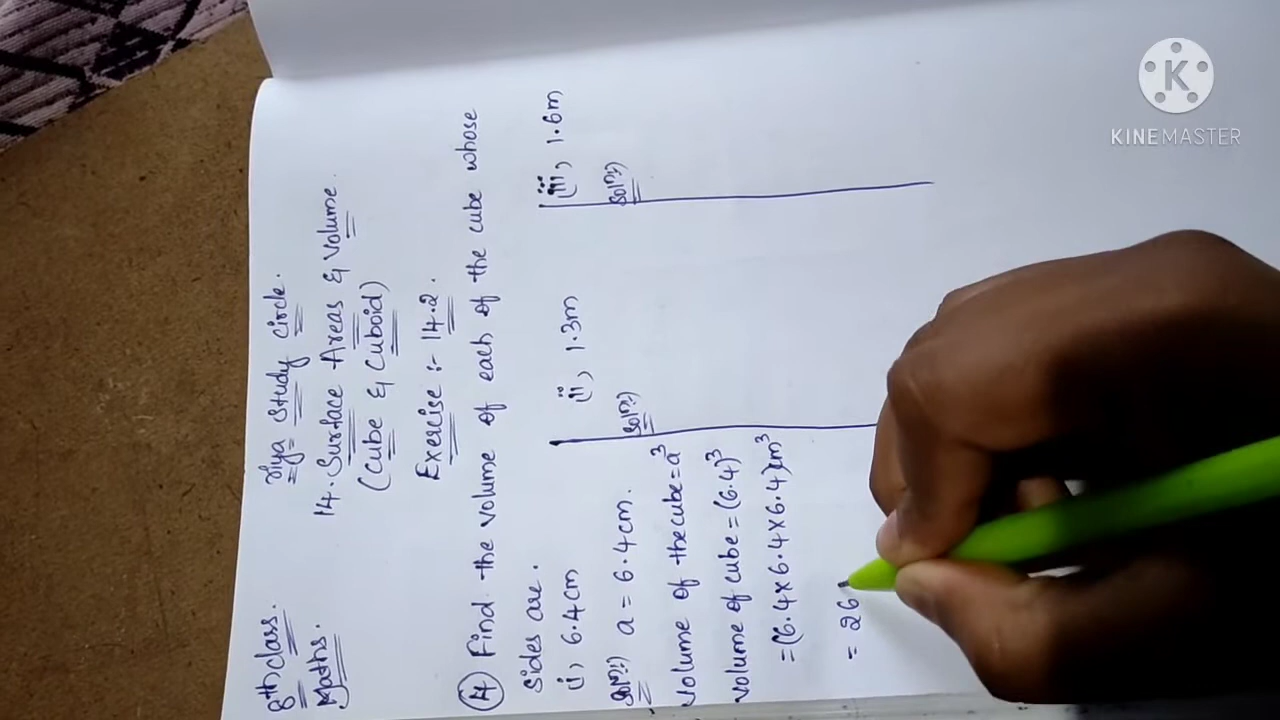 8th class.
Maths.
Riya Study Circle.
14. Surface Areas & Volume.
(Cube & Cuboid)
Exercise :- 14.2.
(4) Find the volume of each of the cube whose
sides are.
(i), 6.4cm
Soln:) a = 6.4cm.
Volume of the cube = a³
Volume of cube = (6.4)³
= (6.4 x 6.4 x 6.4)cm³
= 26
(ii), 1.3m
Soln:)
(iii), 1.6m
Soln:)
KINEMASTER